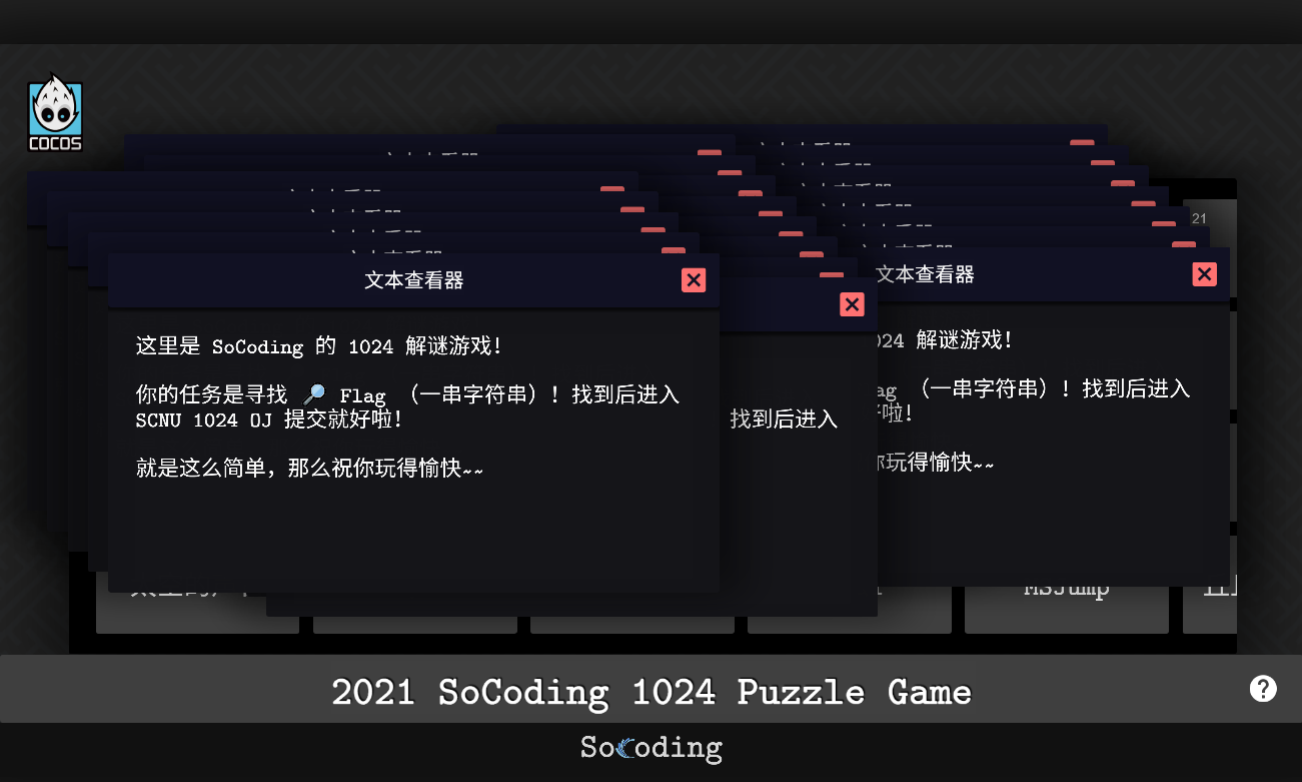 COCOS
21
文本查看器
文本查看器
这里是 SoCoding 的 1024 解谜游戏！
你的任务是寻找 🔎 Flag （一串字符串）！找到后进入
SCNU 1024 OJ 提交就好啦！
就是这么简单，那么祝你玩得愉快~~
找到后进入
024 解谜游戏！
ag （一串字符串）！找到后进入
啦！
你玩得愉快~~
MSJump
2021 SoCoding 1024 Puzzle Game
?
SoCoding